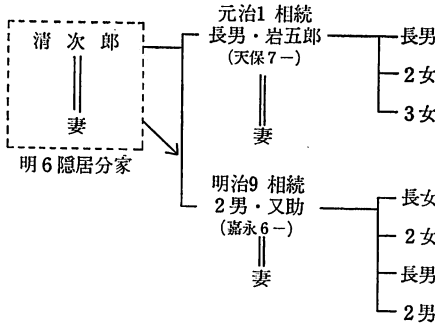 清次郎
妻
明6隠居分家
元治1 相続
長男・岩五郎
(天保7−)
妻
長男
2女
3女
明治9 相続
2男・又助
(嘉永6−)
妻
長女
2女
長男
2男